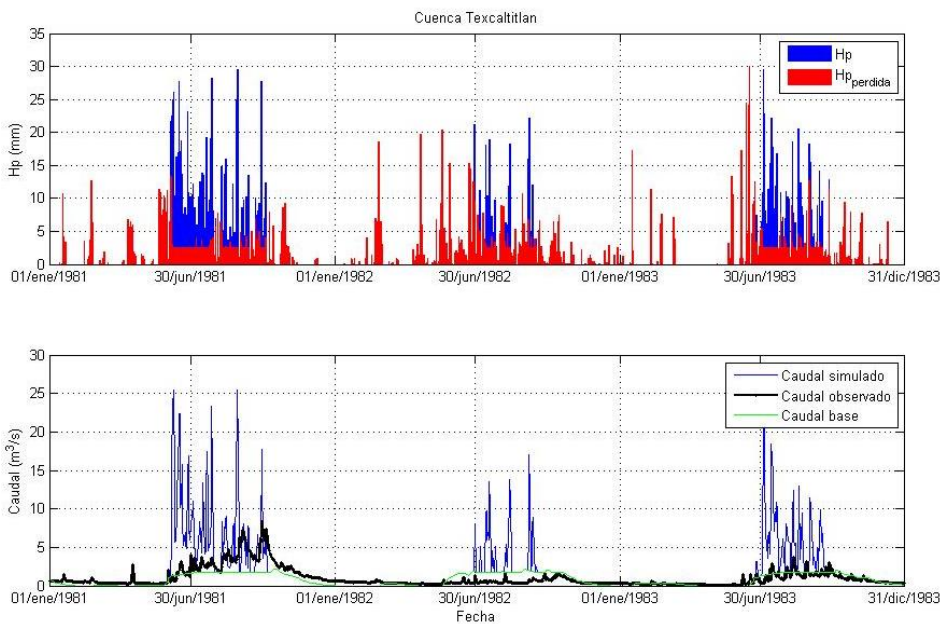 Cuenca Texcaltitlan
35
30
25
20
15
10
5
0
Hp (mm)
Hp
Hp perdida
01/ene/1981 30/jun/1981 01/ene/1982 30/jun/1982 01/ene/1983 30/jun/1983 31/dic/1983
30
25
20
15
10
5
0
Caudal (m³/s)
Caudal simulado
Caudal observado
Caudal base
01/ene/1981 30/jun/1981 01/ene/1982 30/jun/1982 01/ene/1983 30/jun/1983 31/dic/1983
Fecha